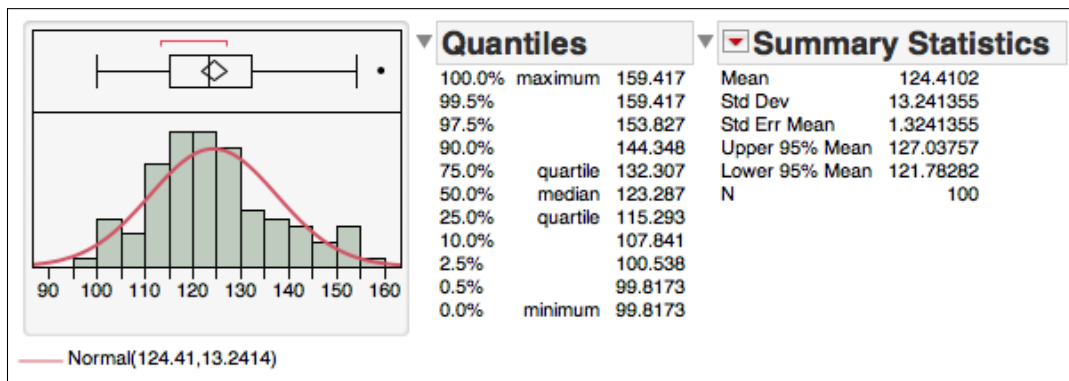 90 100 110 120 130 140 150 160
Normal(124.41,13.2414)
Quantiles
100.0% maximum 159.417
99.5% 159.417
97.5% 153.827
90.0% 144.348
75.0% quartile 132.307
50.0% median 123.287
25.0% quartile 115.293
10.0% 107.841
2.5% 100.538
0.5% 99.8173
0.0% minimum 99.8173
Summary Statistics
Mean 124.4102
Std Dev 13.241355
Std Err Mean 1.3241355
Upper 95% Mean 127.03757
Lower 95% Mean 121.78282
N 100